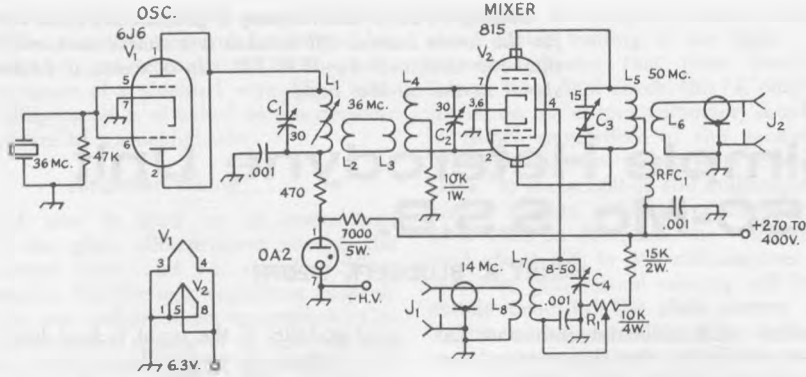 OSC.
MIXER
6J6
V1
1
7
6
2
815
V2
7
3,6
2
4
L1
L4
L5
50 MC.
C1
30
36 MC.
30
C2
15
C3
L6
J2
36 MC.
47K
.001
L2
L3
470
10K
1W.
RFC1
.001
+270 TO
400V.
V1
3
4
V2
1
5
8
6.3V.
OA2
1
7
7000
5W.
-H.V.
14 MC.
J1
L8
L7
8-50
C4
.001
R1
10K
4W.
15K
2W.